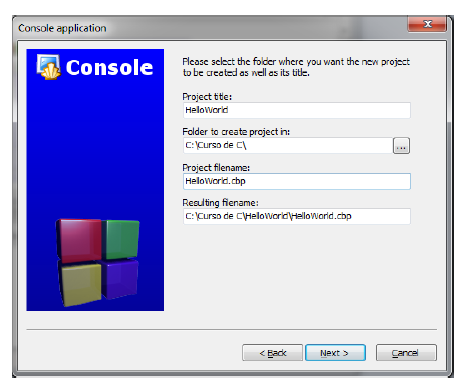 Console application
Console
Please select the folder where you want the new project
to be created as well as its title.
Project title:
HelloWorld
Folder to create project in:
C:\Curso de C\
...
Project filename:
HelloWorld.cbp
Resulting filename:
C:\Curso de C\HelloWorld\HelloWorld.cbp
< Back
Next >
Cancel